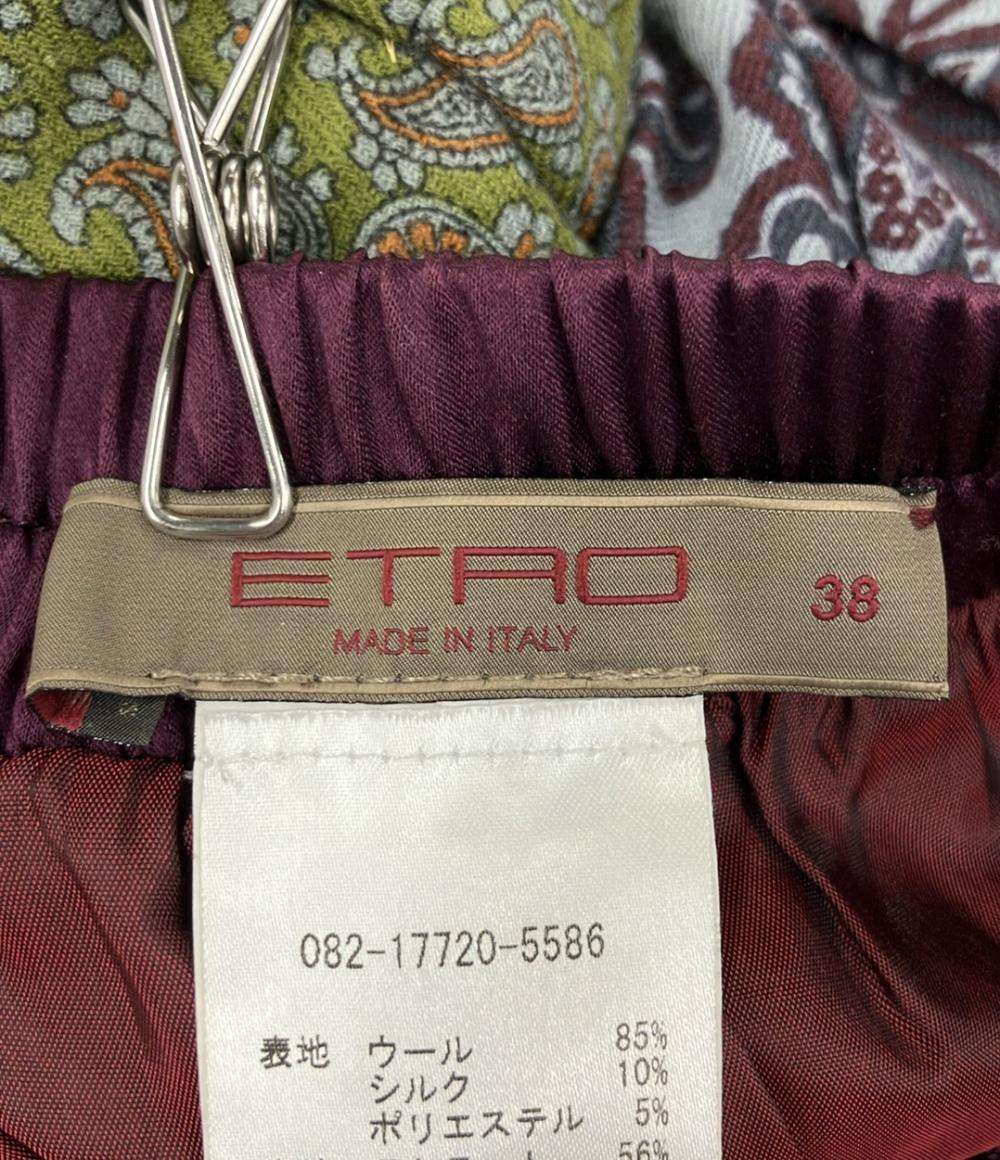 ETRO 38
MADE IN ITALY
082-17720-5586
表地 ウール 85%
シルク 10%
ポリエステル 5%
56%